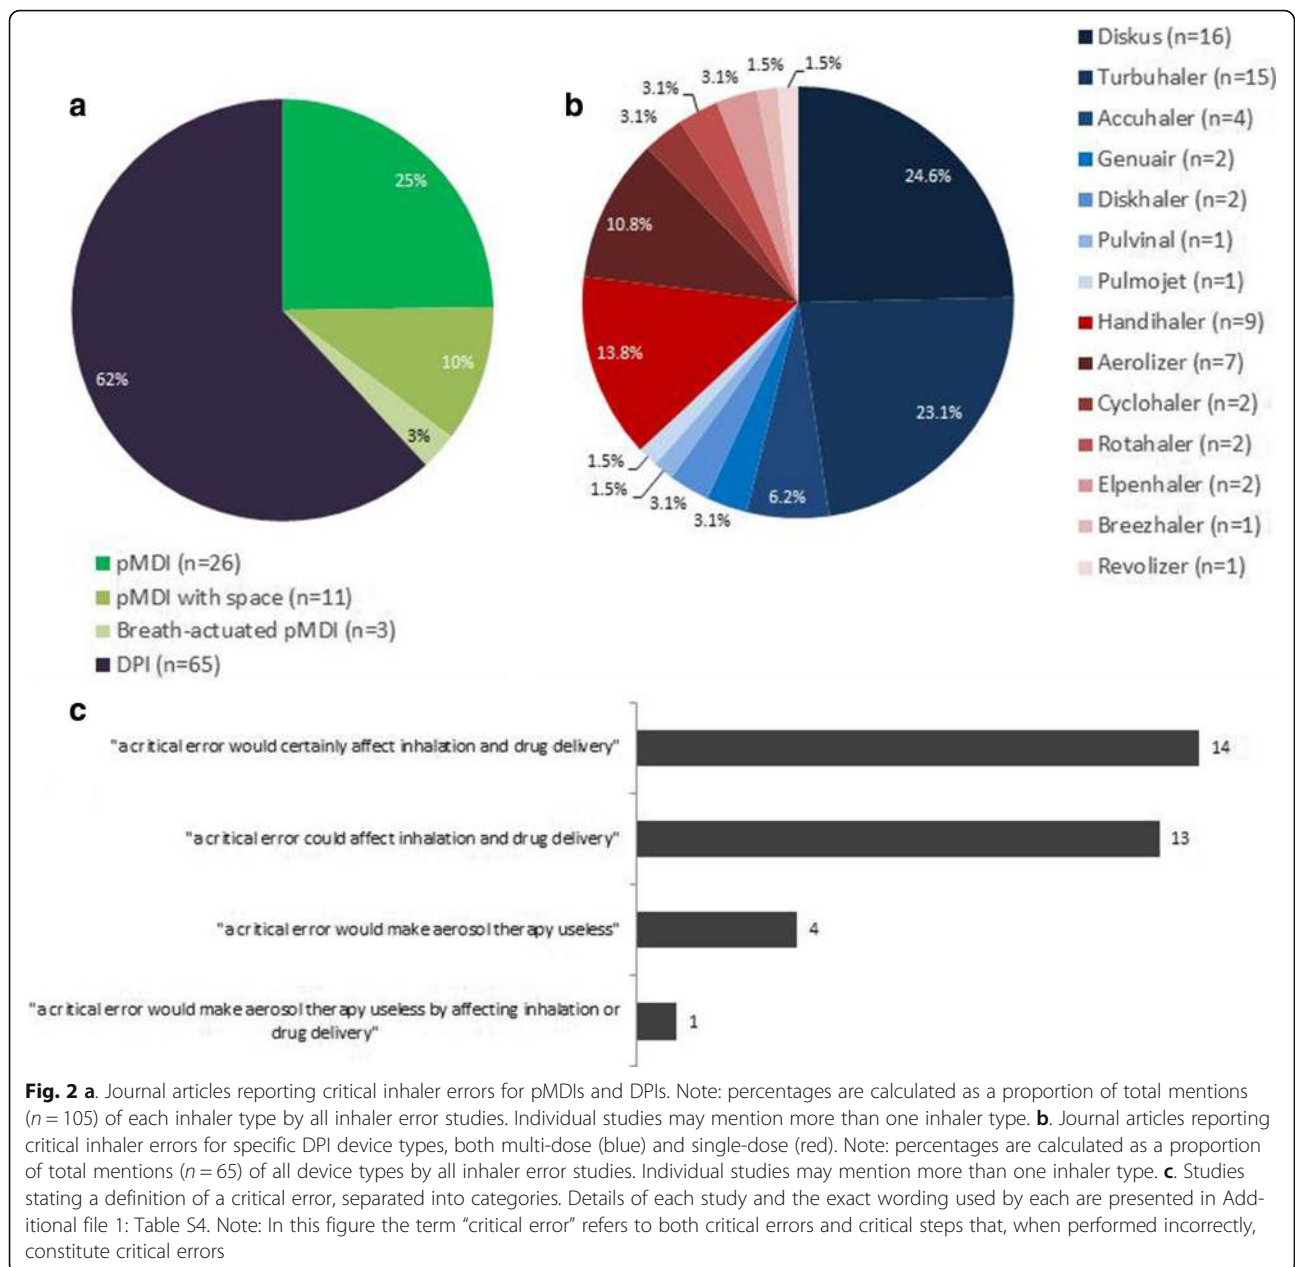 a
25%
10%
3%
62%
pMDI (n=26)
pMDI with space (n=11)
Breath-actuated pMDI (n=3)
DPI (n=65)
b
24.6%
23.1%
6.2%
3.1%
3.1%
1.5%
1.5%
13.8%
10.8%
3.1%
3.1%
3.1%
1.5%
1.5%
Diskus (n=16)
Turbuhaler (n=15)
Accuhaler (n=4)
Genuair (n=2)
Diskhaler (n=2)
Pulvinal (n=1)
Pulmojet (n=1)
Handihaler (n=9)
Aerolizer (n=7)
Cyclohaler (n=2)
Rotahaler (n=2)
Elpenhaler (n=2)
Breezhaler (n=1)
Revolizer (n=1)
c
"a critical error would certainly affect inhalation and drug delivery"
14
"a critical error could affect inhalation and drug delivery"
13
"a critical error would make aerosol therapy useless"
4
"a critical error would make aerosol therapy useless by affecting inhalation or
drug delivery"
1
Fig. 2 a. Journal articles reporting critical inhaler errors for pMDIs and DPIs. Note: percentages are calculated as a proportion of total mentions
(n = 105) of each inhaler type by all inhaler error studies. Individual studies may mention more than one inhaler type. b. Journal articles reporting
critical inhaler errors for specific DPI device types, both multi-dose (blue) and single-dose (red). Note: percentages are calculated as a proportion
of total mentions (n = 65) of all device types by all inhaler error studies. Individual studies may mention more than one inhaler type. c. Studies
stating a definition of a critical error, separated into categories. Details of each study and the exact wording used by each are presented in Add-
itional file 1: Table S4. Note: In this figure the term “critical error” refers to both critical errors and critical steps that, when performed incorrectly,
constitute critical errors